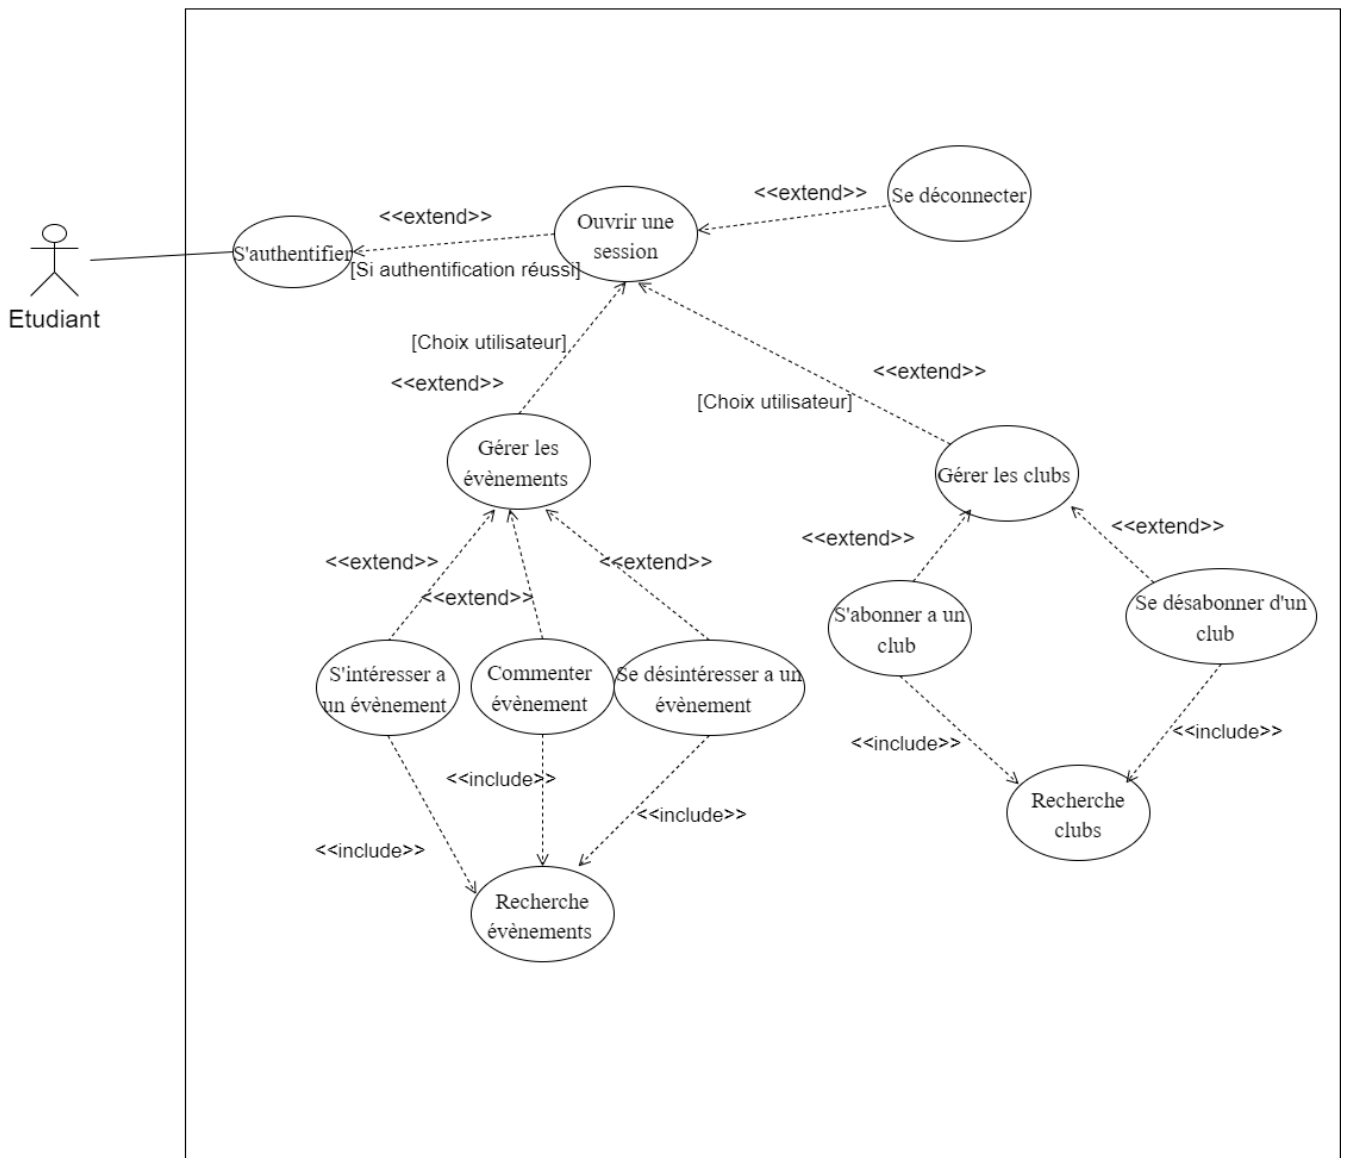 <<extend>>
Se déconnecter
<<extend>>
Ouvrir une
session
S'authentifier
[Si authentification réussi]
Etudiant
[Choix utilisateur]
<<extend>>
<<extend>>
[Choix utilisateur]
Gérer les
évènements
Gérer les clubs
<<extend>>
<<extend>>
<<extend>>
<<extend>>
<<extend>>
S'intéresser a
un évènement
Commenter
évènement
Se désintéresser a un
évènement
S'abonner a un
club
Se désabonner d'un
club
<<include>>
<<include>>
<<include>>
<<include>>
<<include>>
Recherche
clubs
Recherche
évènements